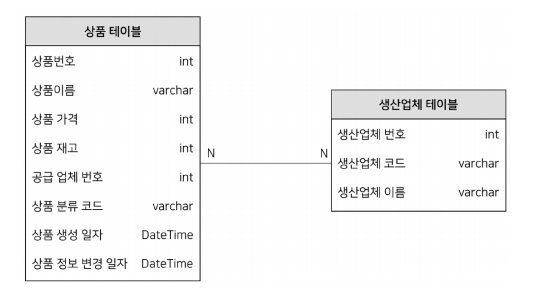 상품 테이블
상품번호 int
상품이름 varchar
상품 가격 int
상품 재고 int
공급 업체 번호 int
상품 분류 코드 varchar
상품 생성 일자 DateTime
상품 정보 변경 일자 DateTime
N N
생산업체 테이블
생산업체 번호 int
생산업체 코드 varchar
생산업체 이름 varchar